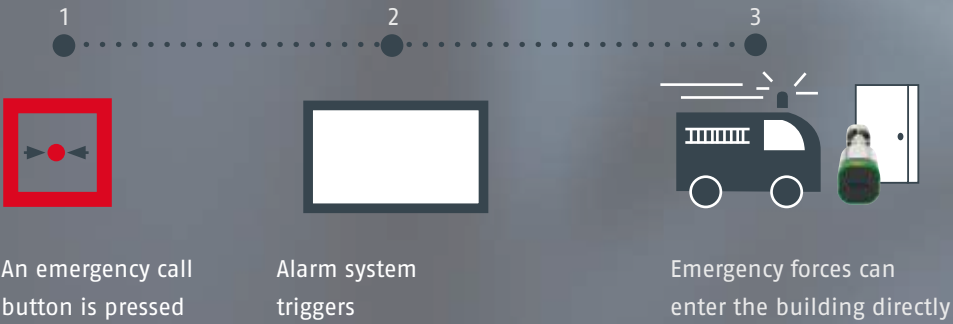 1 2 3
An emergency call
button is pressed
Alarm system
triggers
Emergency forces can
enter the building directly